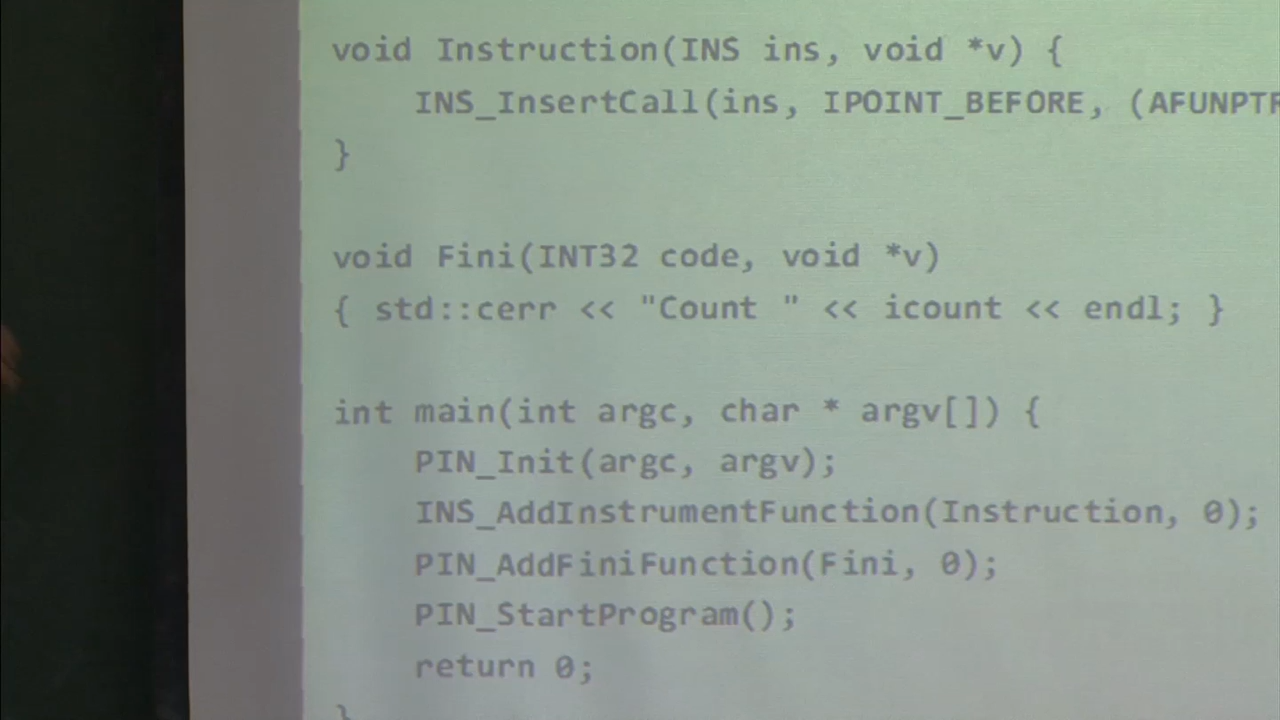 void Instruction(INS ins, void *v) {
INS_InsertCall(ins, IPOINT_BEFORE, (AFUNPTR
}
void Fini(INT32 code, void *v)
{ std::cerr << "Count " << icount << endl; }
int main(int argc, char * argv[]) {
PIN_Init(argc, argv);
INS_AddInstrumentFunction(Instruction, 0);
PIN_AddFiniFunction(Fini, 0);
PIN_StartProgram();
return 0;
}